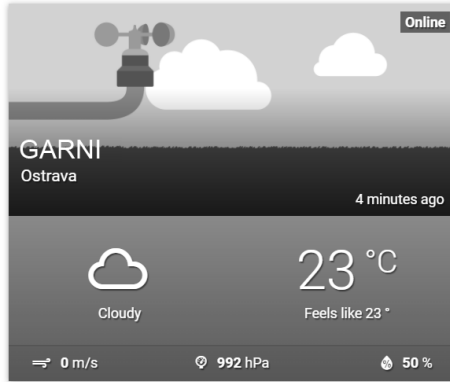 Online
GARNI
Ostrava
4 minutes ago
23 °C
Cloudy
Feels like 23 °
0 m/s
992 hPa
50 %